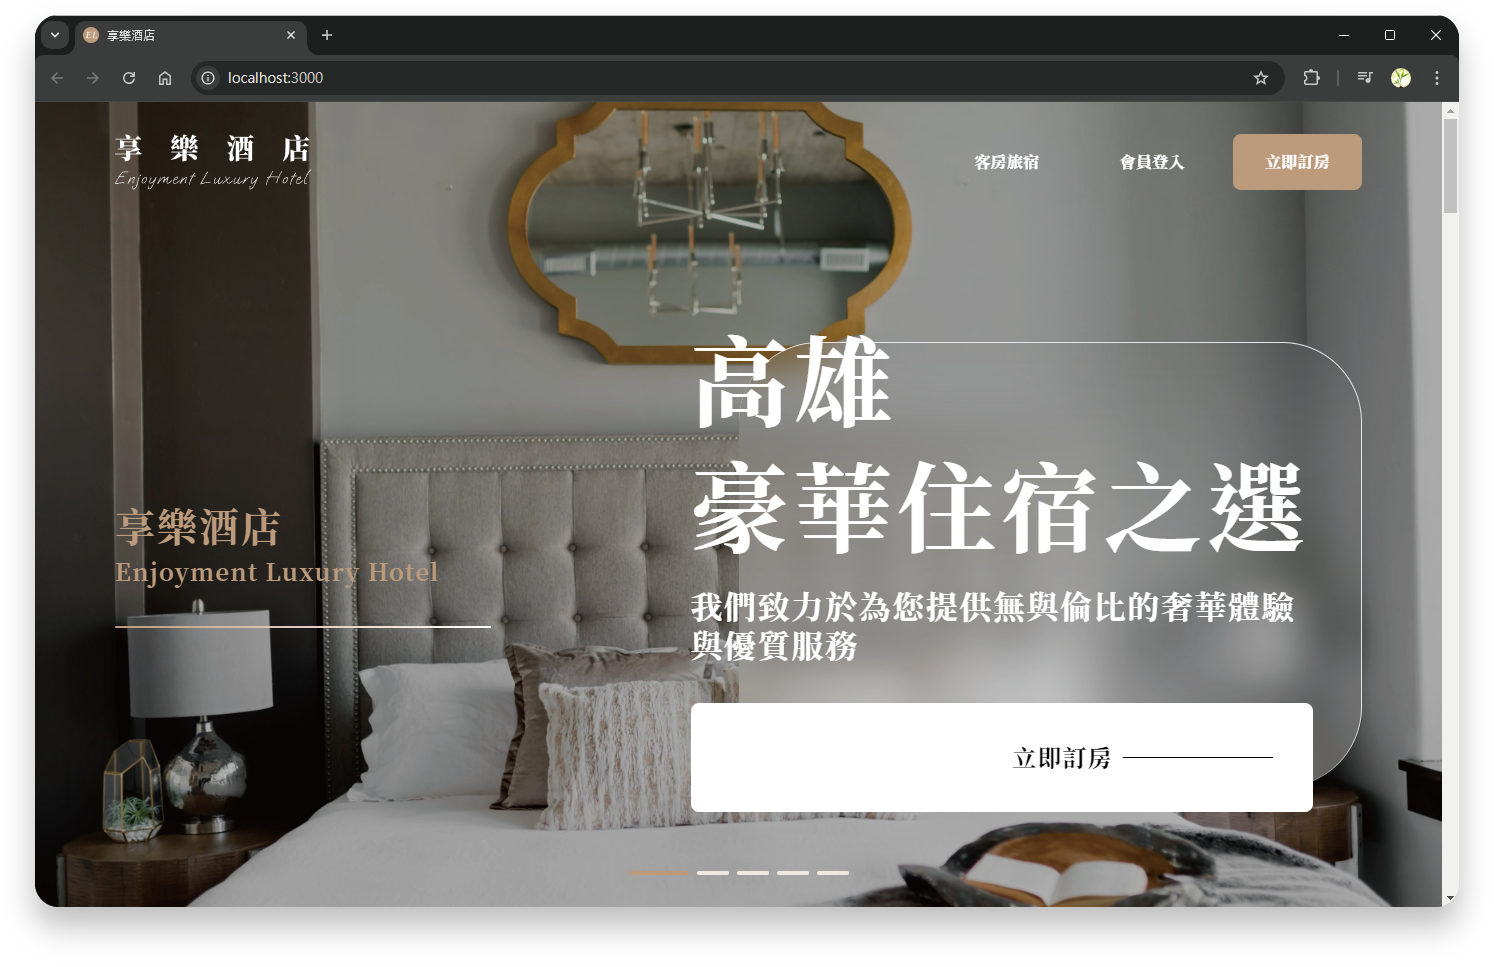 享樂酒店
localhost:3000
享樂酒店
Enjoyment Luxury Hotel
客房旅宿
會員登入
立即訂房
高雄
豪華住宿之選
享樂酒店
Enjoyment Luxury Hotel
我們致力於為您提供無與倫比的奢華體驗
與優質服務
立即訂房